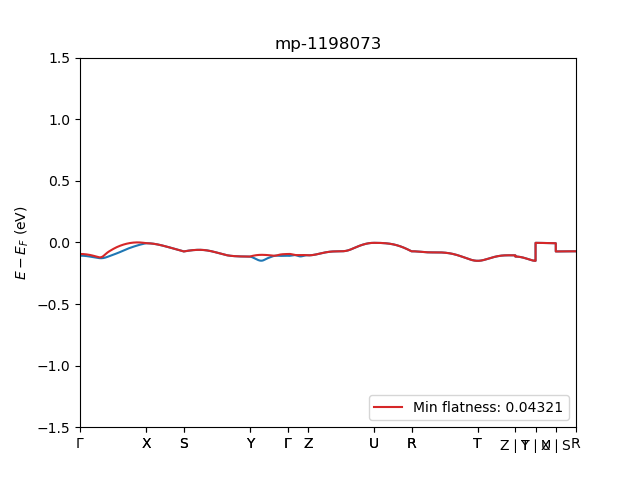 mp-1198073
E − E_F (eV)
1.5
1.0
0.5
0.0
−0.5
−1.0
−1.5
Min flatness: 0.04321
Γ X S Y Γ Z U R T Z | Y | X | S R